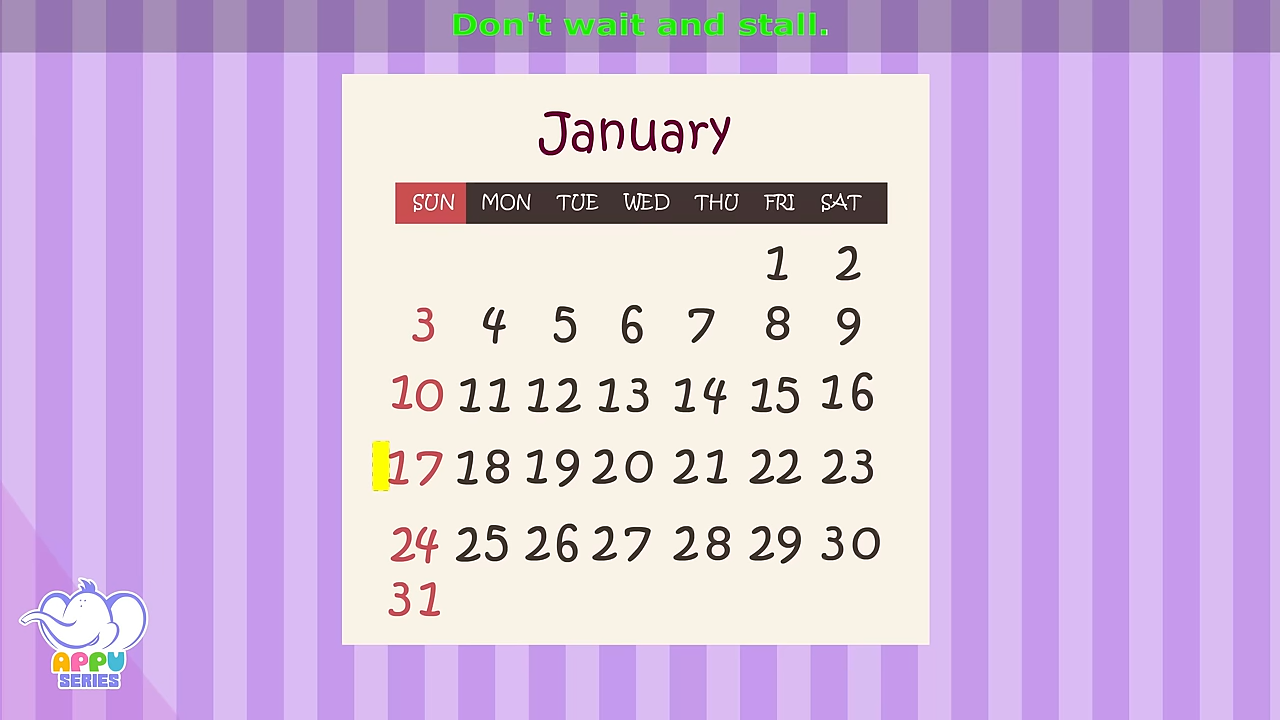 Don't wait and stall.
January
SUN MON TUE WED THU FRI SAT
1 2
3 4 5 6 7 8 9
10 11 12 13 14 15 16
17 18 19 20 21 22 23
24 25 26 27 28 29 30
31
APPU
SERIES